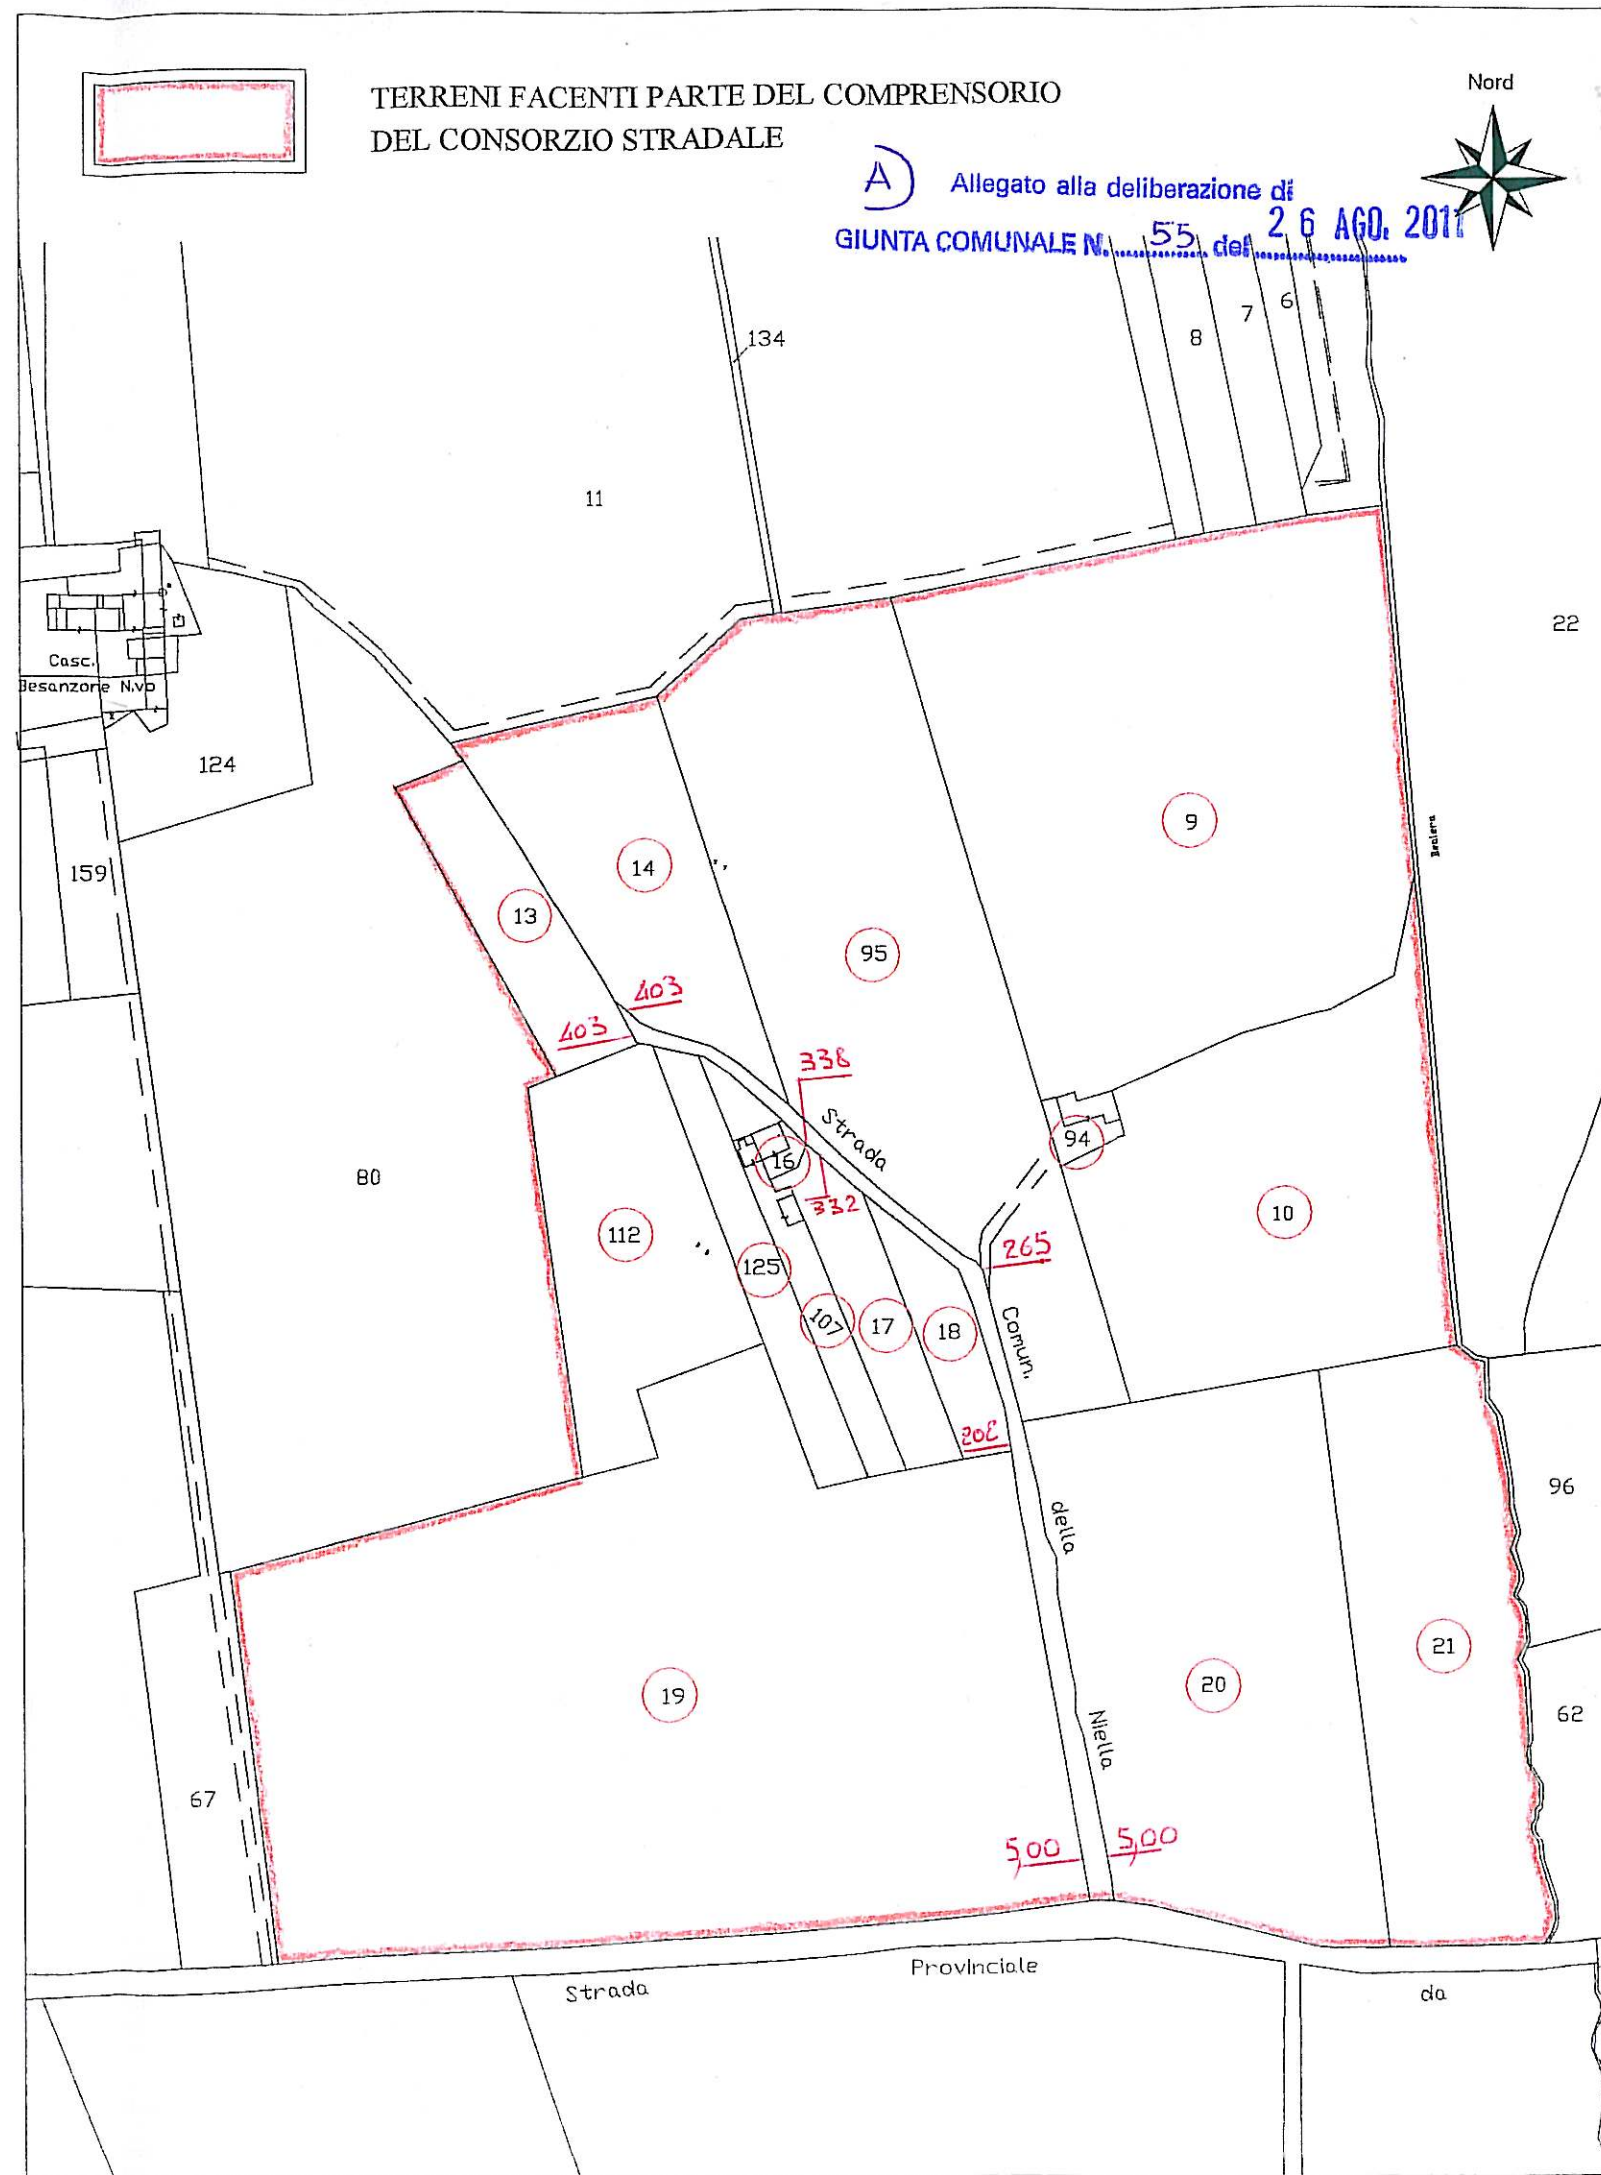 TERRENI FACENTI PARTE DEL COMPRENSORIO
DEL CONSORZIO STRADALE
Nord
A) Allegato alla deliberazione di
GIUNTA COMUNALE N. 55 del 26 AGO. 2011
134
8
7
6
11
22
Casc.
Besanzone N.vo
124
159
9
14
13
95
403
403
338
Strada
94
80
16
332
10
112
125
265
107
17
18
Comun.
202
96
della
21
19
20
Niella
62
67
5,00
5,00
Strada
Provinciale
da